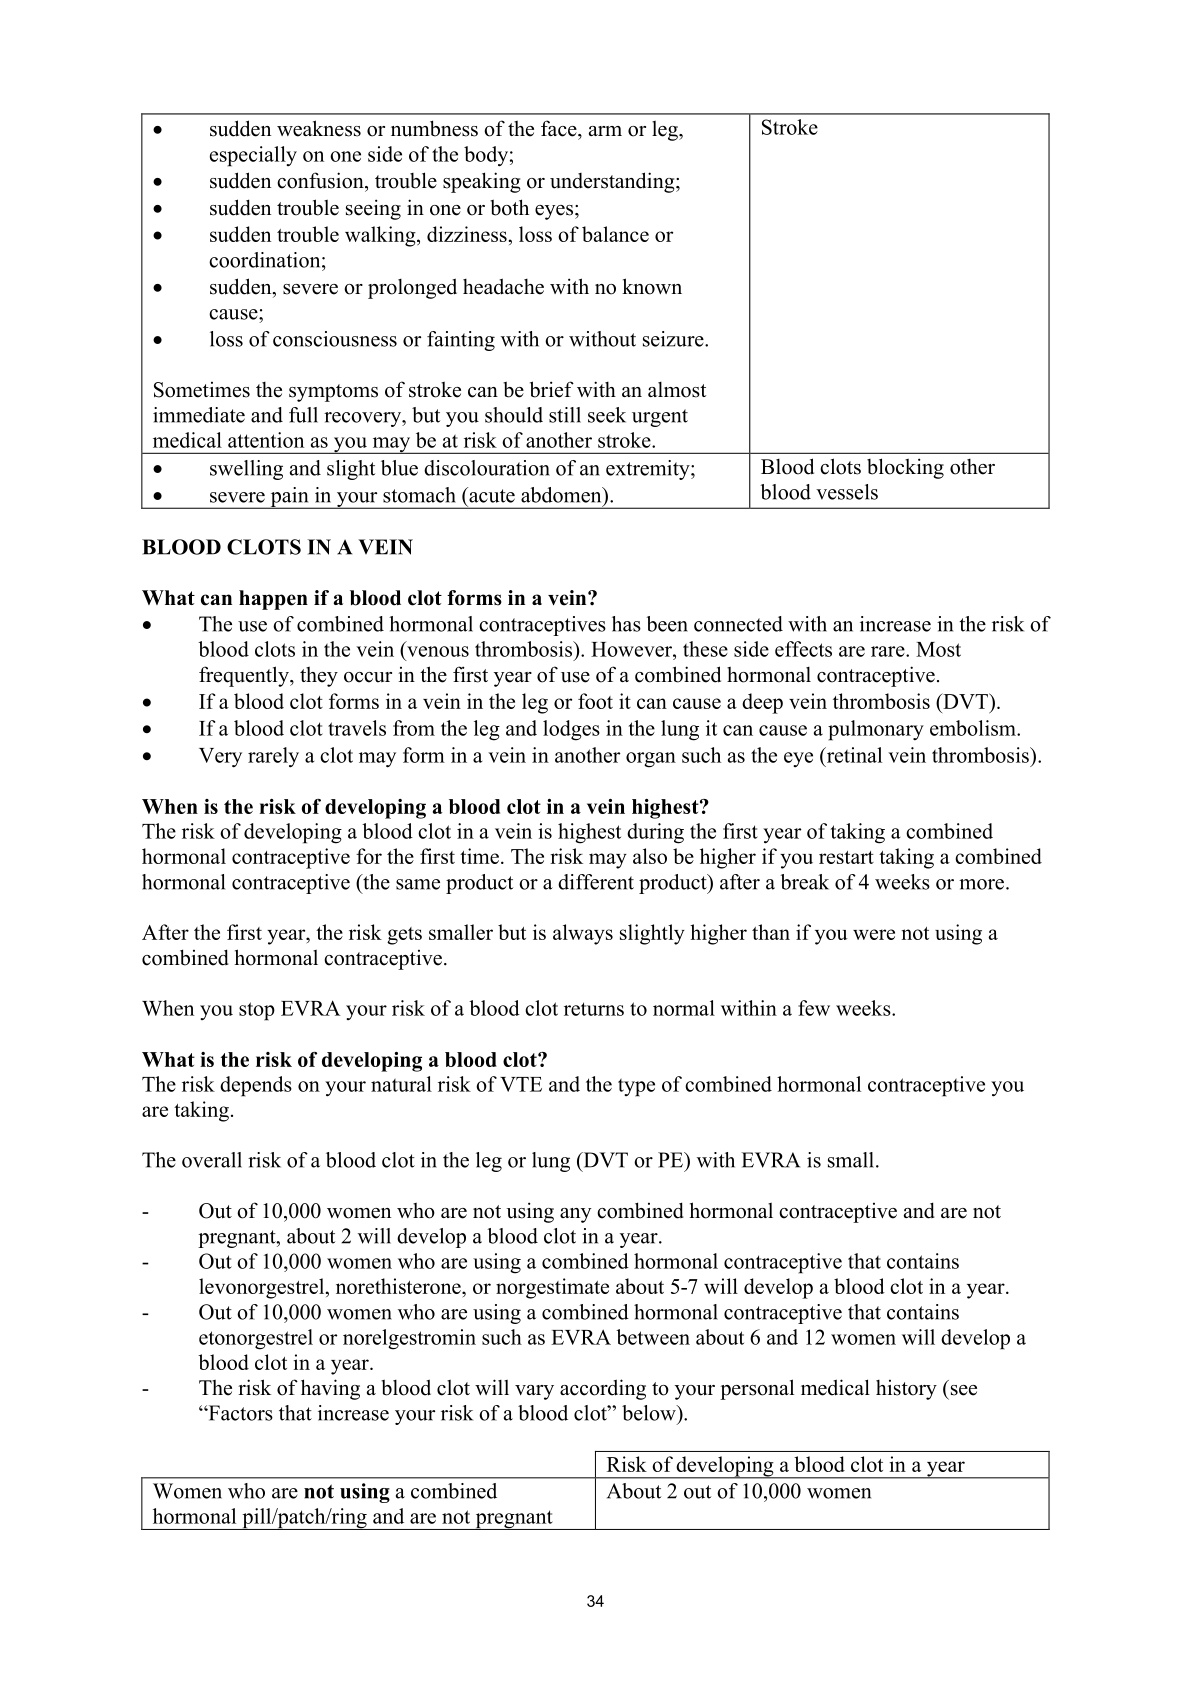 • sudden weakness or numbness of the face, arm or leg,
especially on one side of the body;
• sudden confusion, trouble speaking or understanding;
• sudden trouble seeing in one or both eyes;
• sudden trouble walking, dizziness, loss of balance or
coordination;
• sudden, severe or prolonged headache with no known
cause;
• loss of consciousness or fainting with or without seizure.
Sometimes the symptoms of stroke can be brief with an almost
immediate and full recovery, but you should still seek urgent
medical attention as you may be at risk of another stroke.
Stroke
• swelling and slight blue discolouration of an extremity;
• severe pain in your stomach (acute abdomen).
Blood clots blocking other
blood vessels
BLOOD CLOTS IN A VEIN
What can happen if a blood clot forms in a vein?
• The use of combined hormonal contraceptives has been connected with an increase in the risk of
blood clots in the vein (venous thrombosis). However, these side effects are rare. Most
frequently, they occur in the first year of use of a combined hormonal contraceptive.
• If a blood clot forms in a vein in the leg or foot it can cause a deep vein thrombosis (DVT).
• If a blood clot travels from the leg and lodges in the lung it can cause a pulmonary embolism.
• Very rarely a clot may form in a vein in another organ such as the eye (retinal vein thrombosis).
When is the risk of developing a blood clot in a vein highest?
The risk of developing a blood clot in a vein is highest during the first year of taking a combined
hormonal contraceptive for the first time. The risk may also be higher if you restart taking a combined
hormonal contraceptive (the same product or a different product) after a break of 4 weeks or more.
After the first year, the risk gets smaller but is always slightly higher than if you were not using a
combined hormonal contraceptive.
When you stop EVRA your risk of a blood clot returns to normal within a few weeks.
What is the risk of developing a blood clot?
The risk depends on your natural risk of VTE and the type of combined hormonal contraceptive you
are taking.
The overall risk of a blood clot in the leg or lung (DVT or PE) with EVRA is small.
- Out of 10,000 women who are not using any combined hormonal contraceptive and are not
pregnant, about 2 will develop a blood clot in a year.
- Out of 10,000 women who are using a combined hormonal contraceptive that contains
levonorgestrel, norethisterone, or norgestimate about 5-7 will develop a blood clot in a year.
- Out of 10,000 women who are using a combined hormonal contraceptive that contains
etonorgestrel or norelgestromin such as EVRA between about 6 and 12 women will develop a
blood clot in a year.
- The risk of having a blood clot will vary according to your personal medical history (see
“Factors that increase your risk of a blood clot” below).
Risk of developing a blood clot in a year
Women who are not using a combined
hormonal pill/patch/ring and are not pregnant
About 2 out of 10,000 women
34